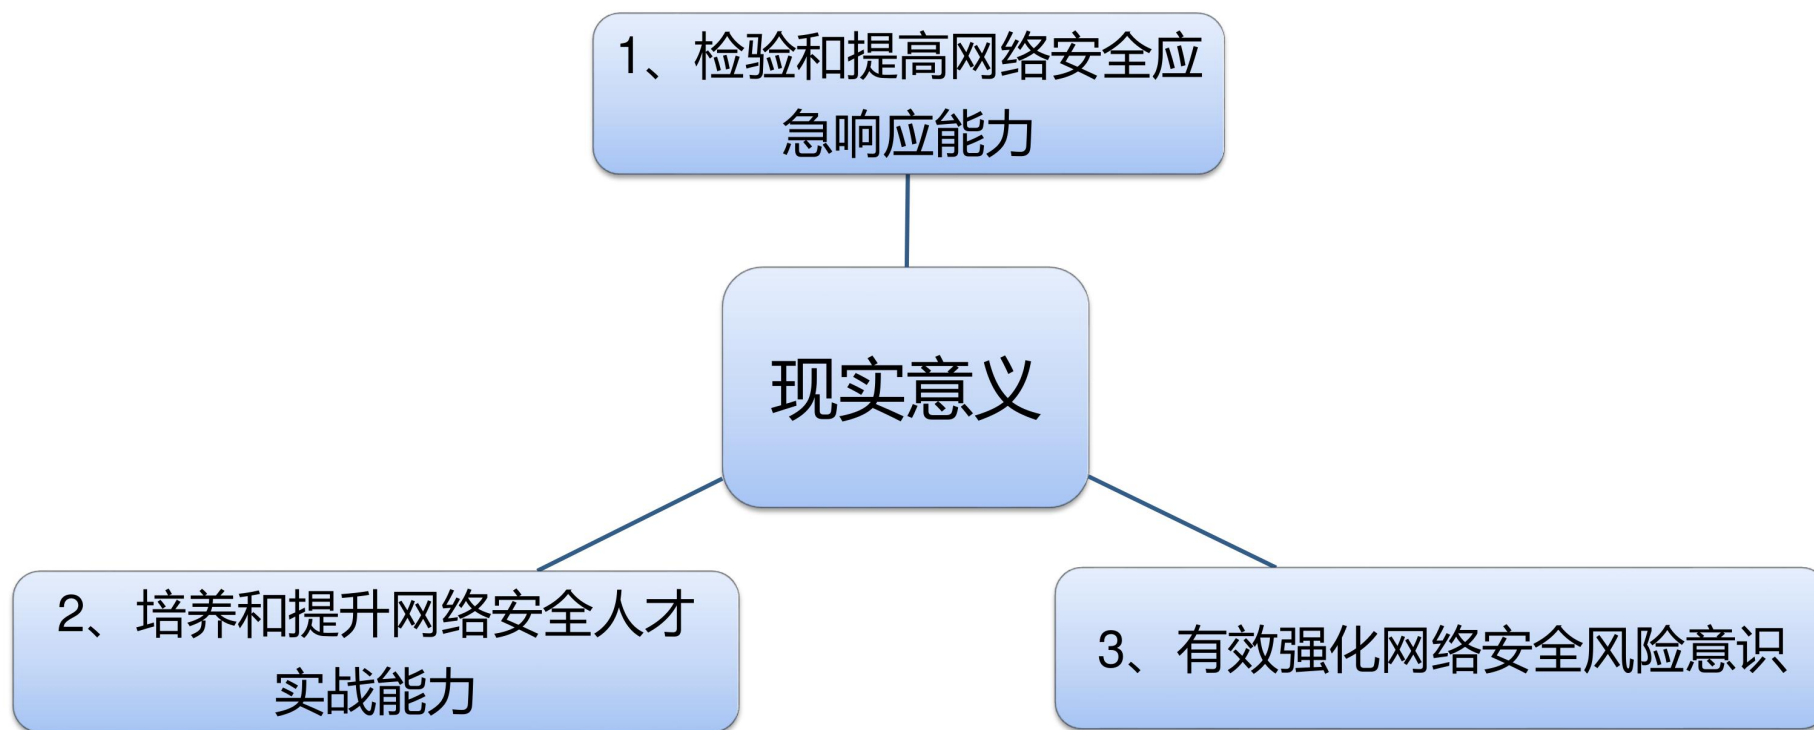 1、检验和提高网络安全应
急响应能力
现实意义
2、培养和提升网络安全人才
实战能力
3、有效强化网络安全风险意识